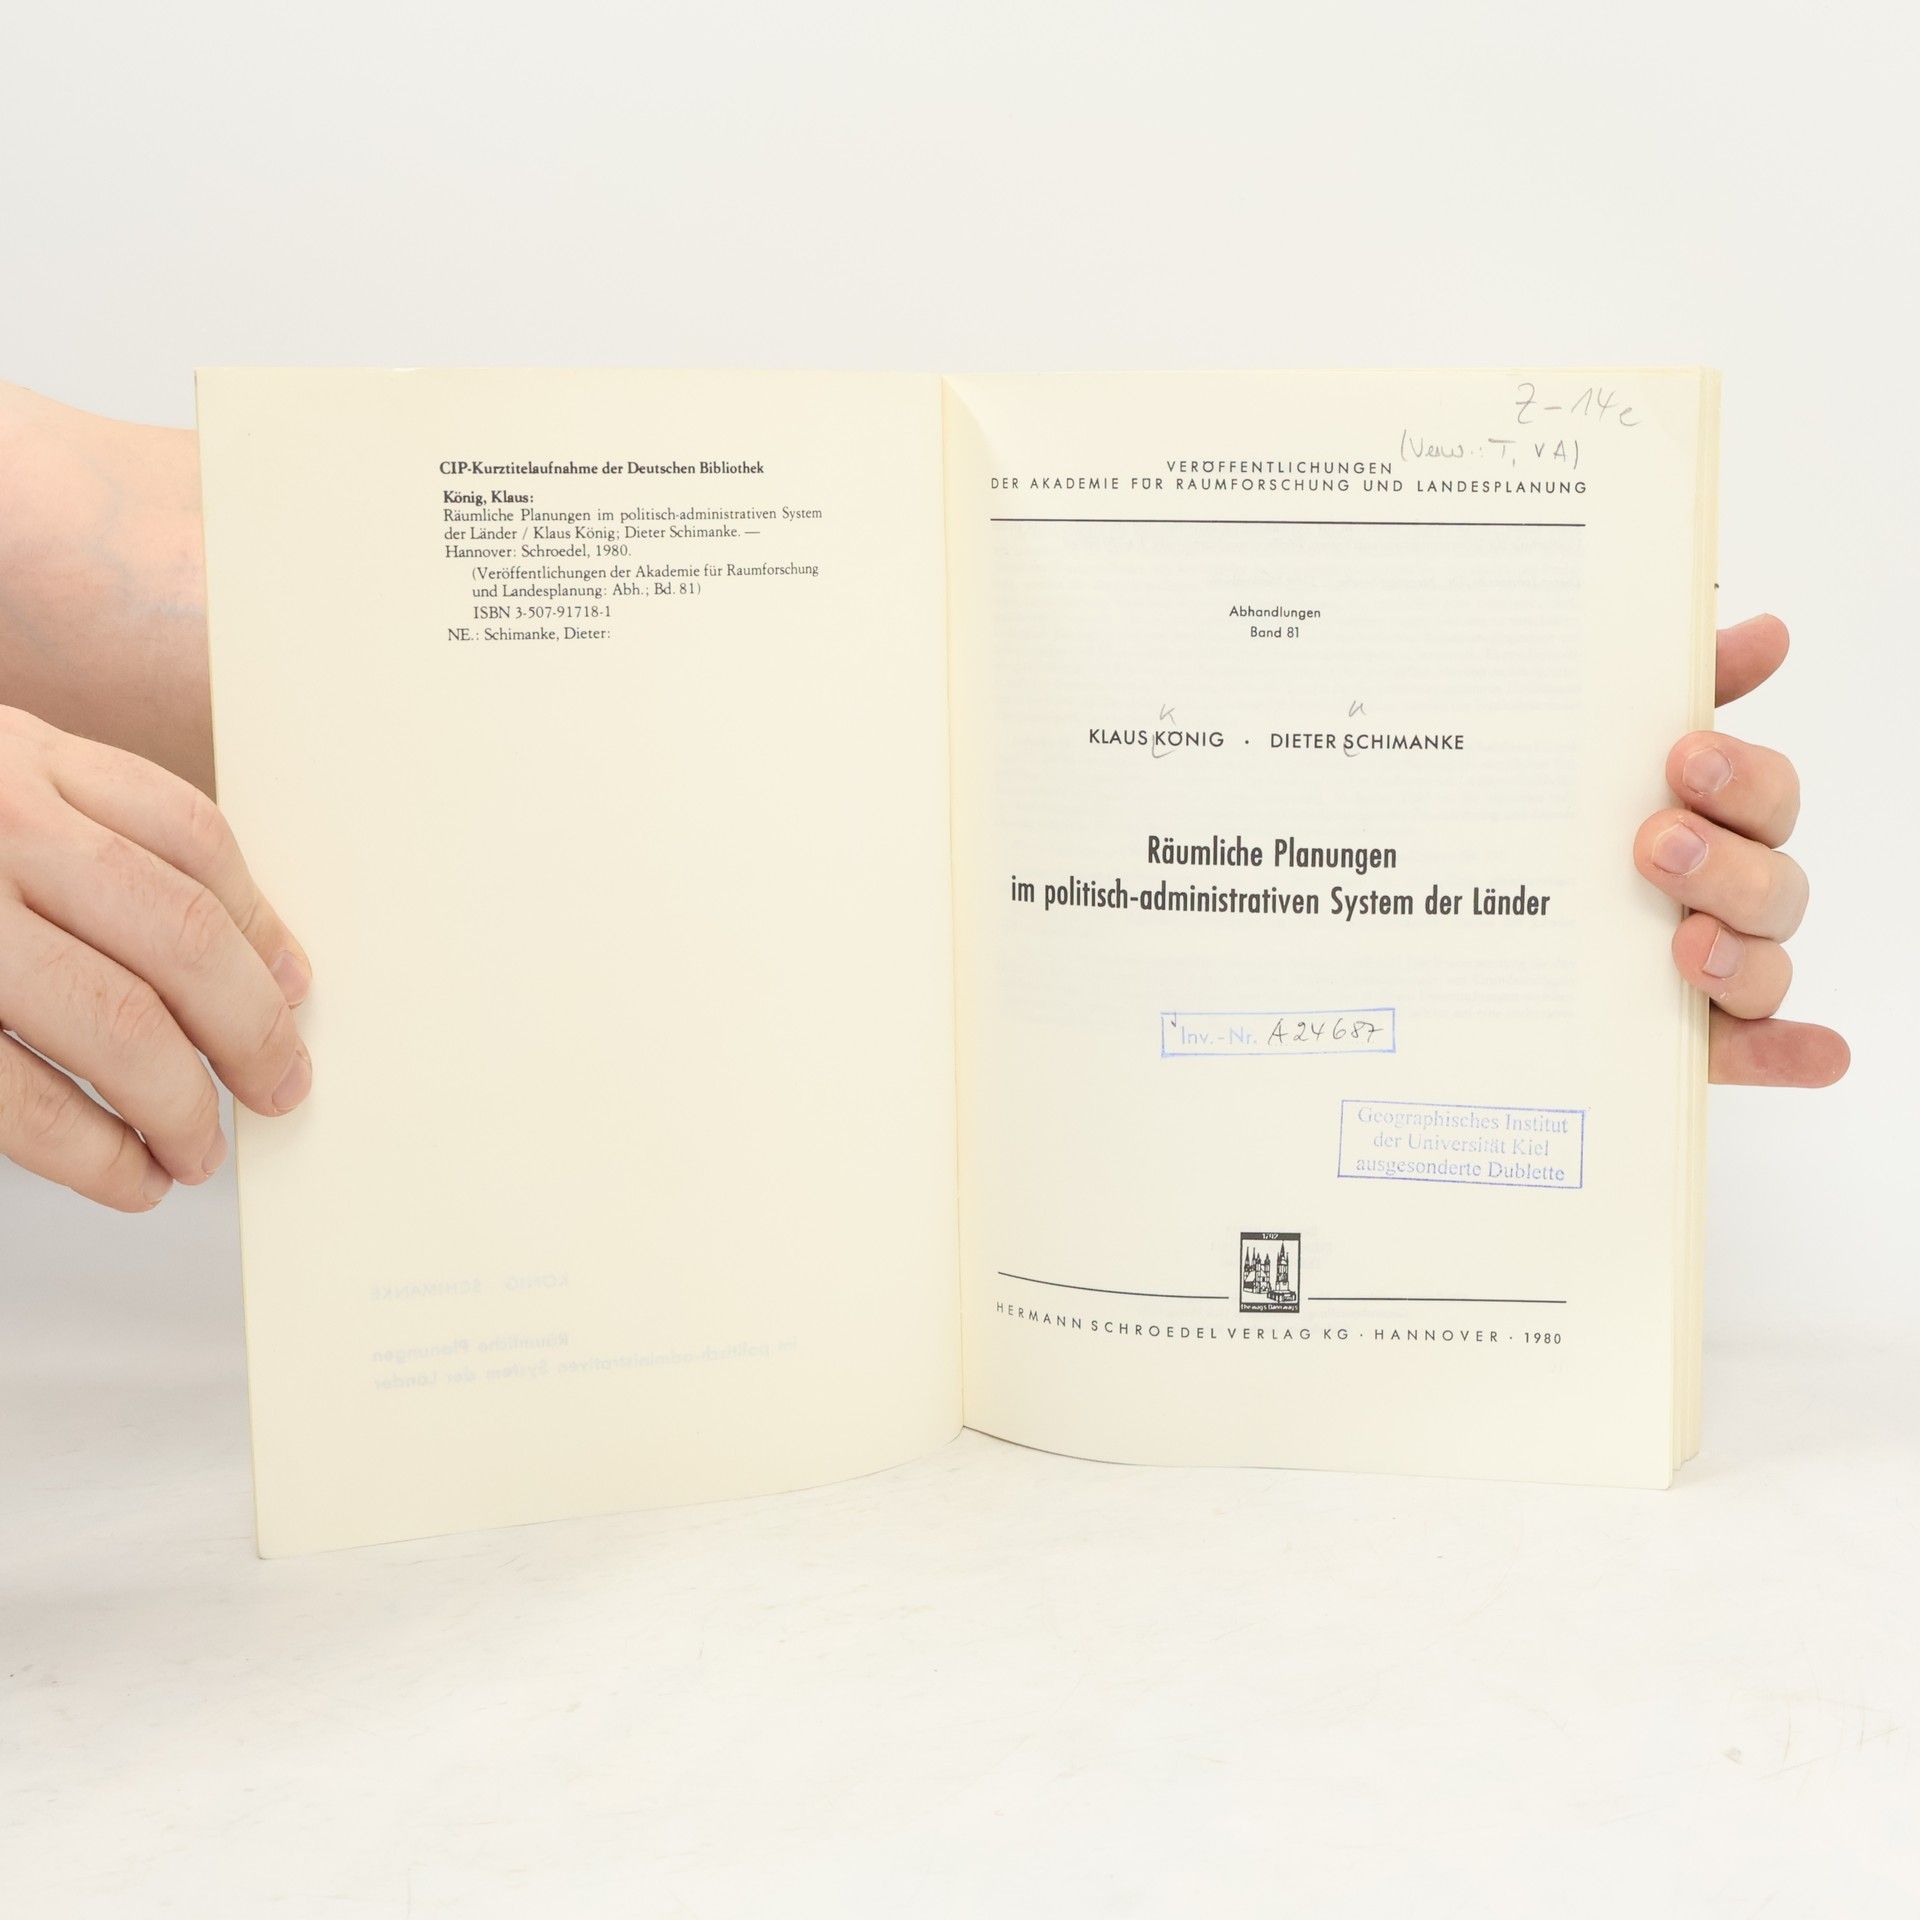 CIP-Kurztitelaufnahme der Deutschen Bibliothek
König, Klaus:
Räumliche Planungen im politisch-administrativen System
der Länder / Klaus König; Dieter Schimanke. —
Hannover: Schroedel, 1980.
(Veröffentlichungen der Akademie für Raumforschung
und Landesplanung: Abh.; Bd. 81)
ISBN 3-507-91718-1
NE.: Schimanke, Dieter:
Z-14e
VERÖFFENTLICHUNGEN
DER AKADEMIE FÜR RAUMFORSCHUNG UND LANDESPLANUNG
Abhandlungen
Band 81
KLAUS KÖNIG · DIETER SCHIMANKE
Räumliche Planungen
im politisch-administrativen System der Länder
Inv.-Nr. A 24687
Geographisches Institut
der Universität Kiel
ausgesonderte Dublette
1792
HERMANN SCHROEDEL VERLAG KG · HANNOVER · 1980